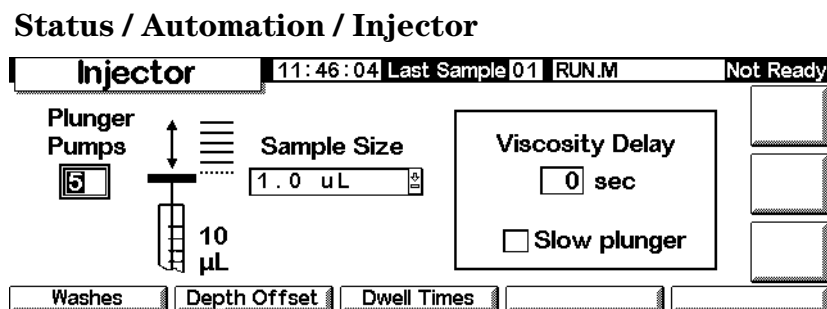 Status / Automation / Injector
Injector
11:46:04 Last Sample 01 RUN.M Not Ready
Plunger
Pumps
5
Sample Size
1.0 uL
10
µL
Viscosity Delay
0 sec
Slow plunger
Washes Depth Offset Dwell Times